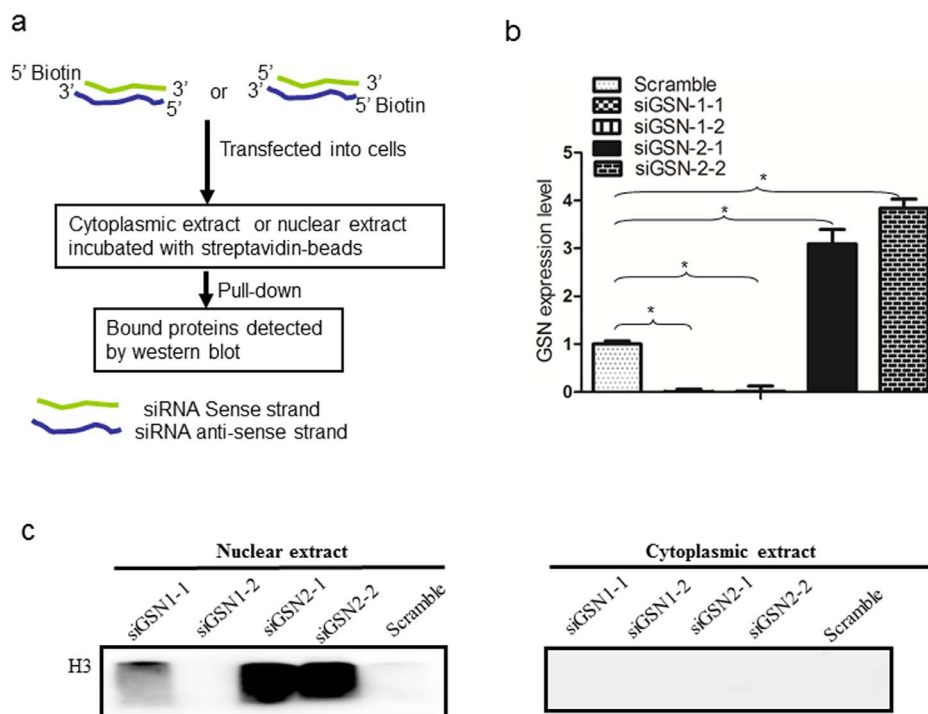 a
5’ Biotin
3’
3’
5’
or
5’
3’
3’
5’ Biotin
Transfected into cells
Cytoplasmic extract or nuclear extract
incubated with streptavidin-beads
Pull-down
Bound proteins detected
by western blot
siRNA Sense strand
siRNA anti-sense strand
b
Scramble
siGSN-1-1
siGSN-1-2
siGSN-2-1
siGSN-2-2
GSN expression level
5
4
3
2
1
0
*
*
*
*
c
Nuclear extract
siGSN1-1
siGSN1-2
siGSN2-1
siGSN2-2
Scramble
H3
Cytoplasmic extract
siGSN1-1
siGSN1-2
siGSN2-1
siGSN2-2
Scramble